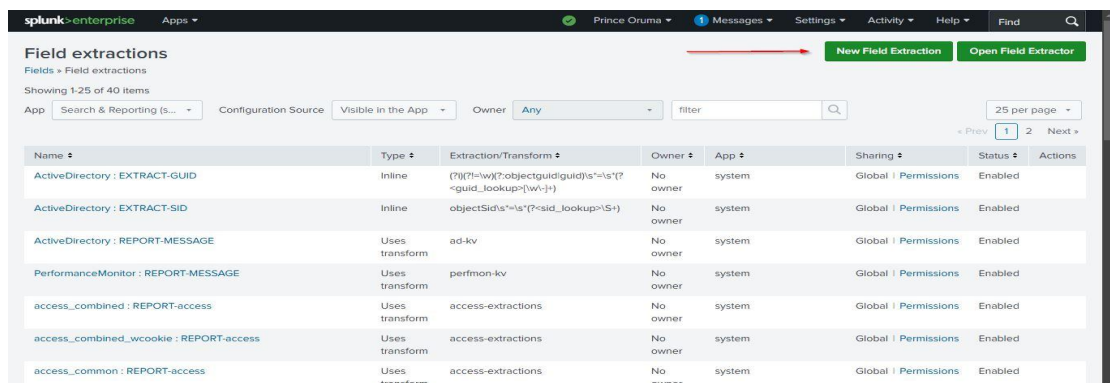 splunk>enterprise Apps Prince Oruma 1 Messages Settings Activity Help Find
Field extractions New Field Extraction Open Field Extractor
Fields » Field extractions
Showing 1-25 of 40 items
App Search & Reporting (s... Configuration Source Visible in the App Owner Any filter 25 per page
« Prev 1 2 Next »
Name Type Extraction/Transform Owner App Sharing Status Actions
ActiveDirectory : EXTRACT-GUID Inline (?i)(?!=\w)(?:objectguid|guid)\s*=\s*(? No system Global | Permissions Enabled
<guid_lookup>[\w\-]+) owner
ActiveDirectory : EXTRACT-SID Inline objectSid\s*=\s*(?<sid_lookup>\S+) No system Global | Permissions Enabled
owner
ActiveDirectory : REPORT-MESSAGE Uses ad-kv No system Global | Permissions Enabled
transform owner
PerformanceMonitor : REPORT-MESSAGE Uses perfmon-kv No system Global | Permissions Enabled
transform owner
access_combined : REPORT-access Uses access-extractions No system Global | Permissions Enabled
transform owner
access_combined_wcookie : REPORT-access Uses access-extractions No system Global | Permissions Enabled
transform owner
access_common : REPORT-access Uses access-extractions No system Global | Permissions Enabled
transform owner